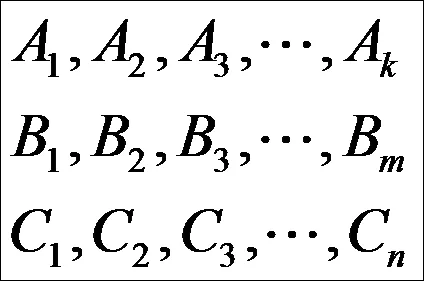 A₁, A₂, A₃, ⋯, Aₖ
B₁, B₂, B₃, ⋯, Bₘ
C₁, C₂, C₃, ⋯, Cₙ